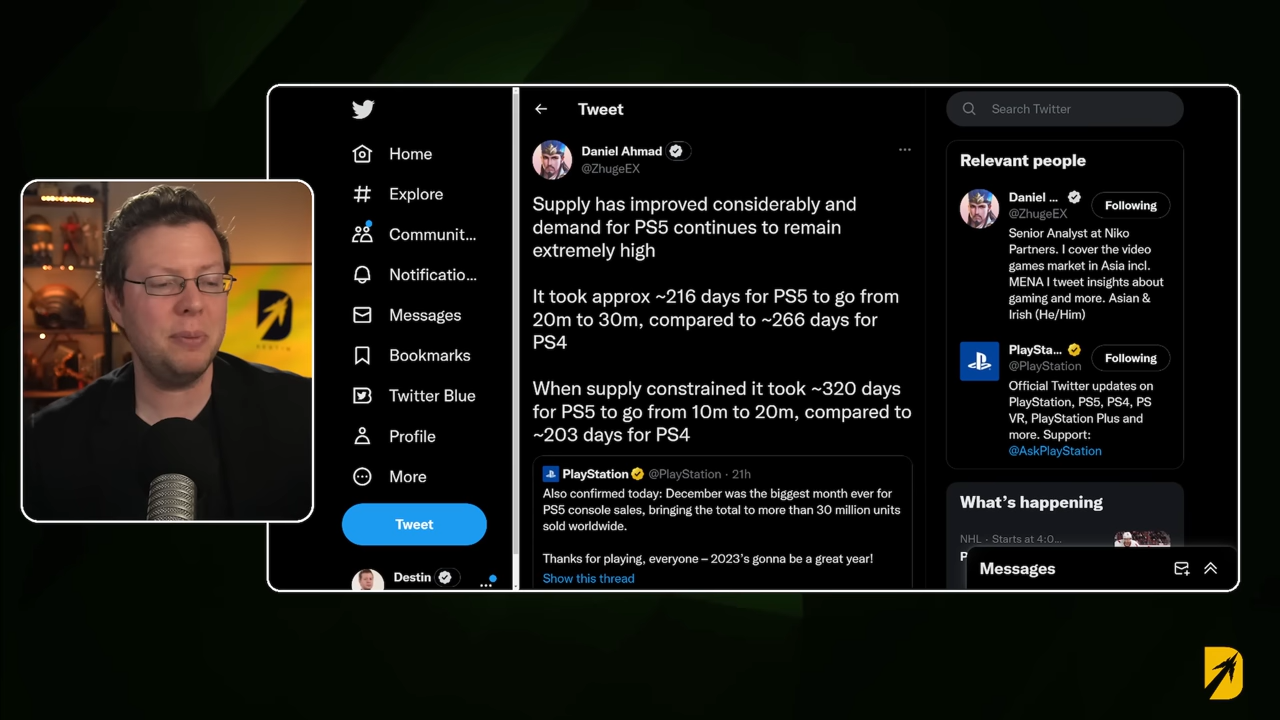 Home
Explore
Communit...
Notificatio...
Messages
Bookmarks
Twitter Blue
Profile
More
Tweet
Destin
Tweet
Daniel Ahmad
@ZhugeEX
Supply has improved considerably and
demand for PS5 continues to remain
extremely high
It took approx ~216 days for PS5 to go from
20m to 30m, compared to ~266 days for
PS4
When supply constrained it took ~320 days
for PS5 to go from 10m to 20m, compared to
~203 days for PS4
PlayStation @PlayStation · 21h
Also confirmed today: December was the biggest month ever for
PS5 console sales, bringing the total to more than 30 million units
sold worldwide.
Thanks for playing, everyone – 2023's gonna be a great year!
Show this thread
Search Twitter
Relevant people
Daniel ...
@ZhugeEX
Following
Senior Analyst at Niko
Partners. I cover the video
games market in Asia incl.
MENA I tweet insights about
gaming and more. Asian &
Irish (He/Him)
PlaySta...
@PlayStation
Following
Official Twitter updates on
PlayStation, PS5, PS4, PS
VR, PlayStation Plus and
more. Support:
@AskPlayStation
What's happening
NHL · Starts at 4:0...
Messages